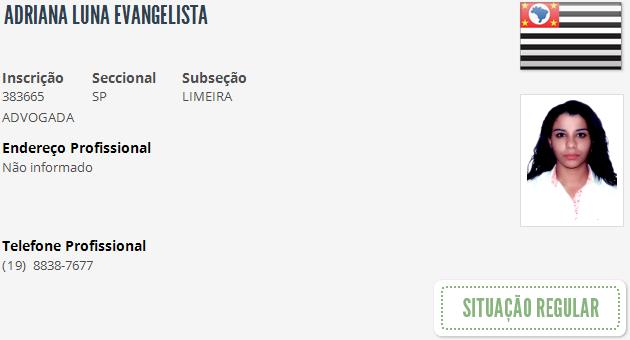 ADRIANA LUNA EVANGELISTA
Inscrição Seccional Subseção
383665 SP LIMEIRA
ADVOGADA
Endereço Profissional
Não informado
Telefone Profissional
(19) 8838-7677
SITUAÇÃO REGULAR